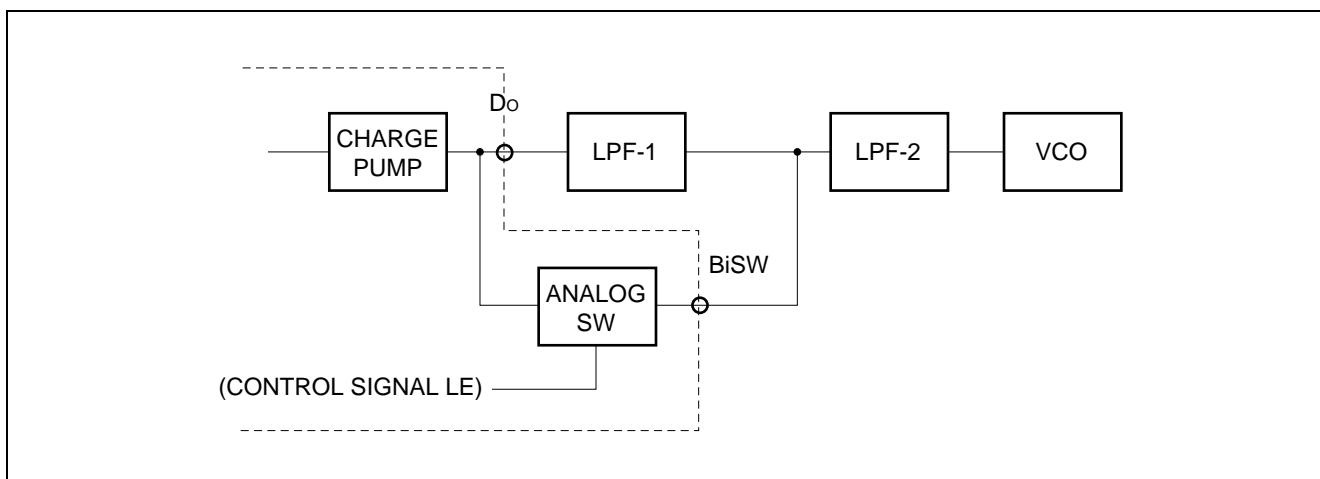 Do
CHARGE
PUMP
LPF-1
LPF-2
VCO
BiSW
ANALOG
SW
(CONTROL SIGNAL LE)